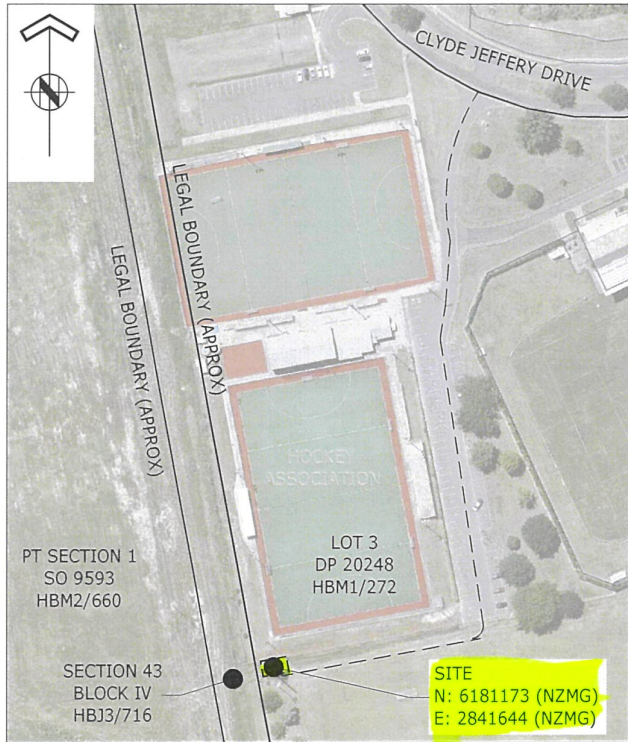 N
CLYDE JEFFERY DRIVE
LEGAL BOUNDARY (APPROX)
LEGAL BOUNDARY (APPROX)
HOCKEY
ASSOCIATION
LOT 3
DP 20248
HBM1/272
PT SECTION 1
SO 9593
HBM2/660
SECTION 43
BLOCK IV
HBJ3/716
SITE
N: 6181173 (NZMG)
E: 2841644 (NZMG)